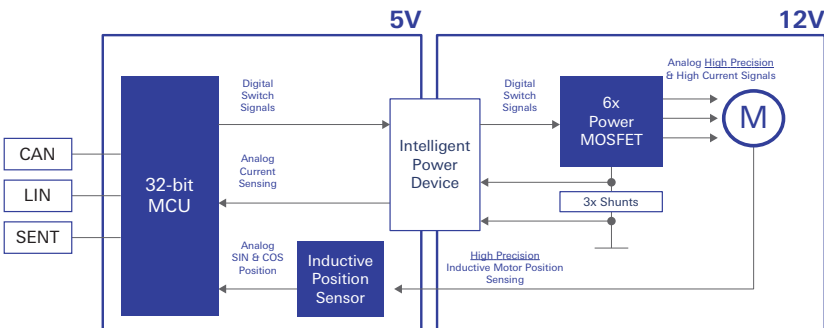 5V
12V
CAN
LIN
SENT
32-bit
MCU
Digital
Switch
Signals
Analog
Current
Sensing
Analog
SIN & COS
Position
Inductive
Position
Sensor
Intelligent
Power
Device
Digital
Switch
Signals
6x
Power
MOSFET
Analog High Precision
& High Current Signals
M
3x Shunts
High Precision
Inductive Motor Position
Sensing